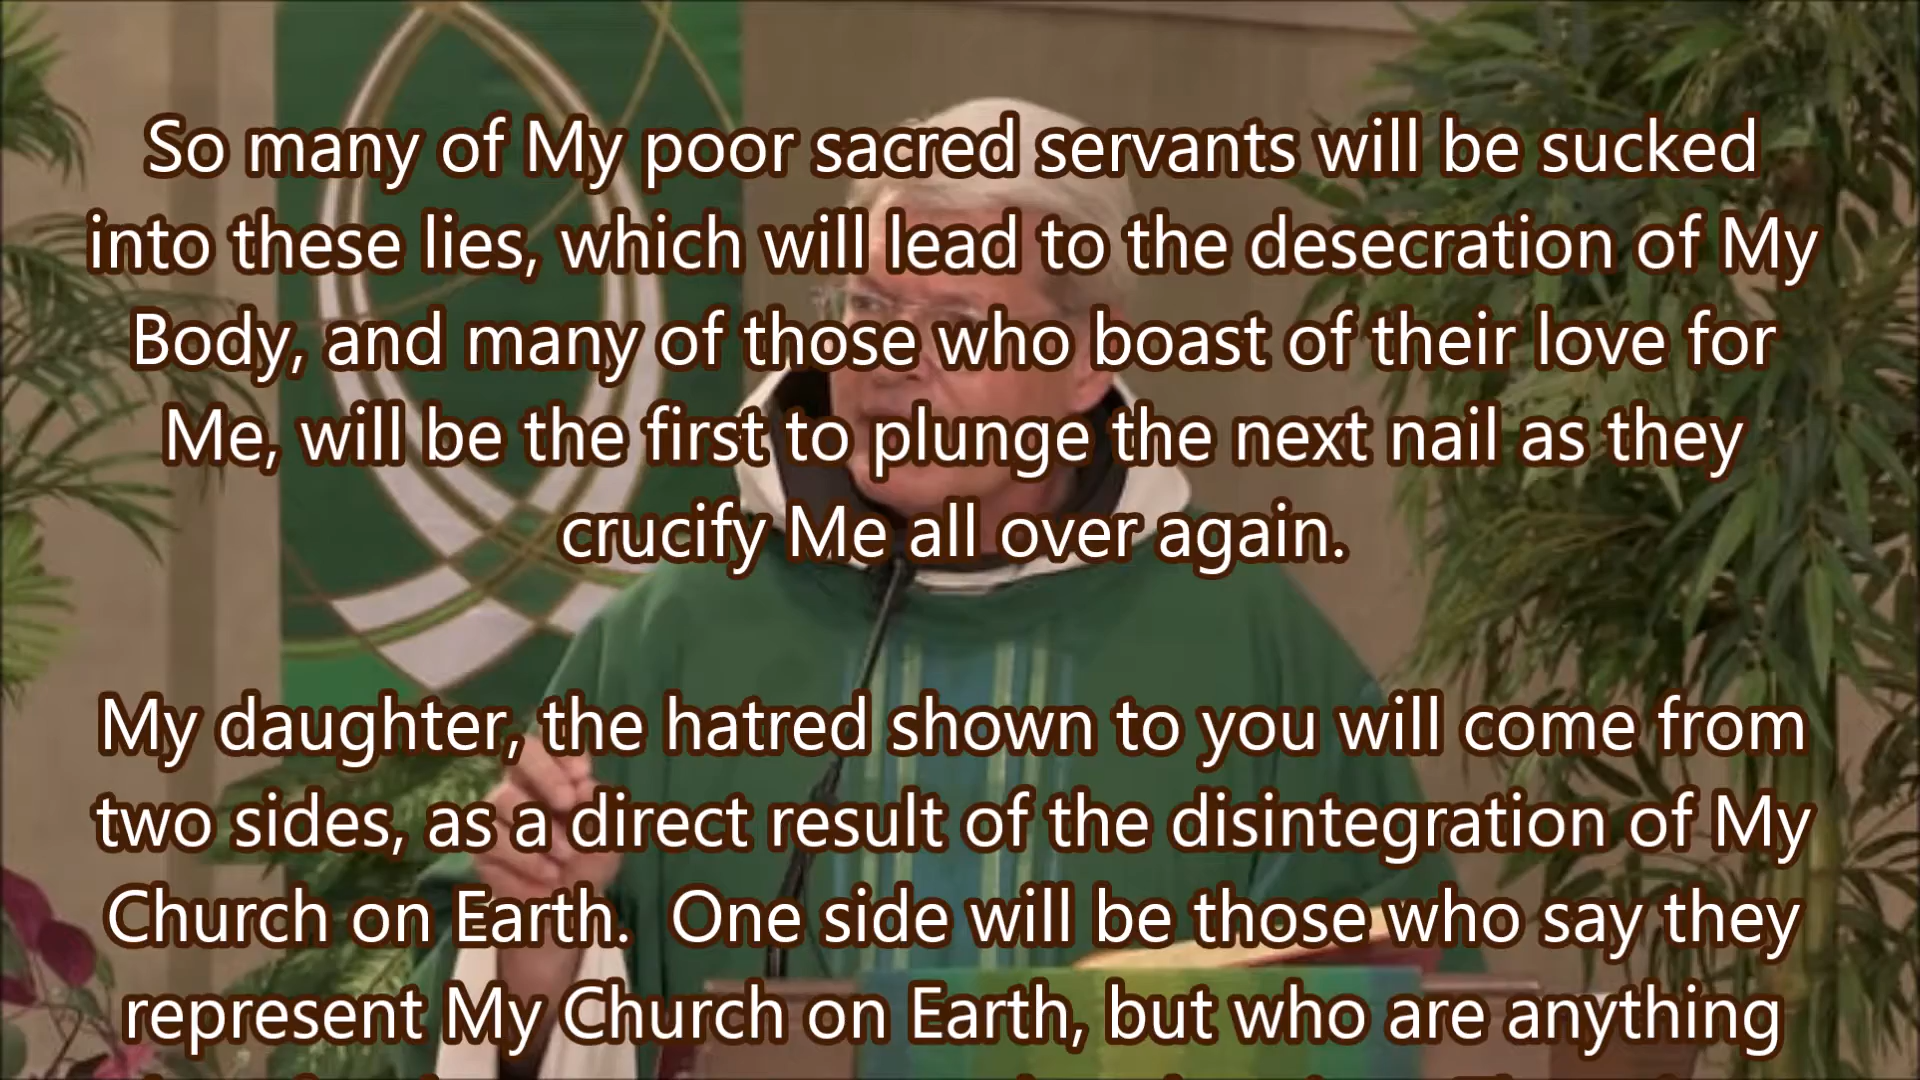 So many of My poor sacred servants will be sucked
into these lies, which will lead to the desecration of My
Body, and many of those who boast of their love for
Me, will be the first to plunge the next nail as they
crucify Me all over again.
My daughter, the hatred shown to you will come from
two sides, as a direct result of the disintegration of My
Church on Earth.  One side will be those who say they
represent My Church on Earth, but who are anything